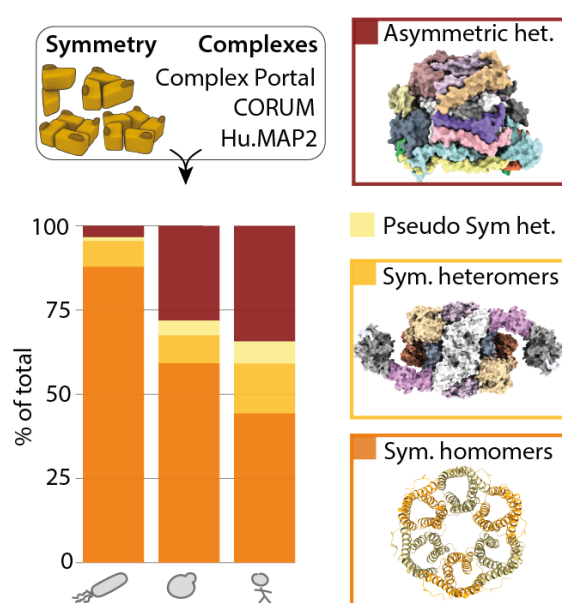 Symmetry Complexes
Complex Portal
CORUM
Hu.MAP2
Asymmetric het.
Pseudo Sym het.
Sym. heteromers
Sym. homomers
% of total
100
75
50
25
0